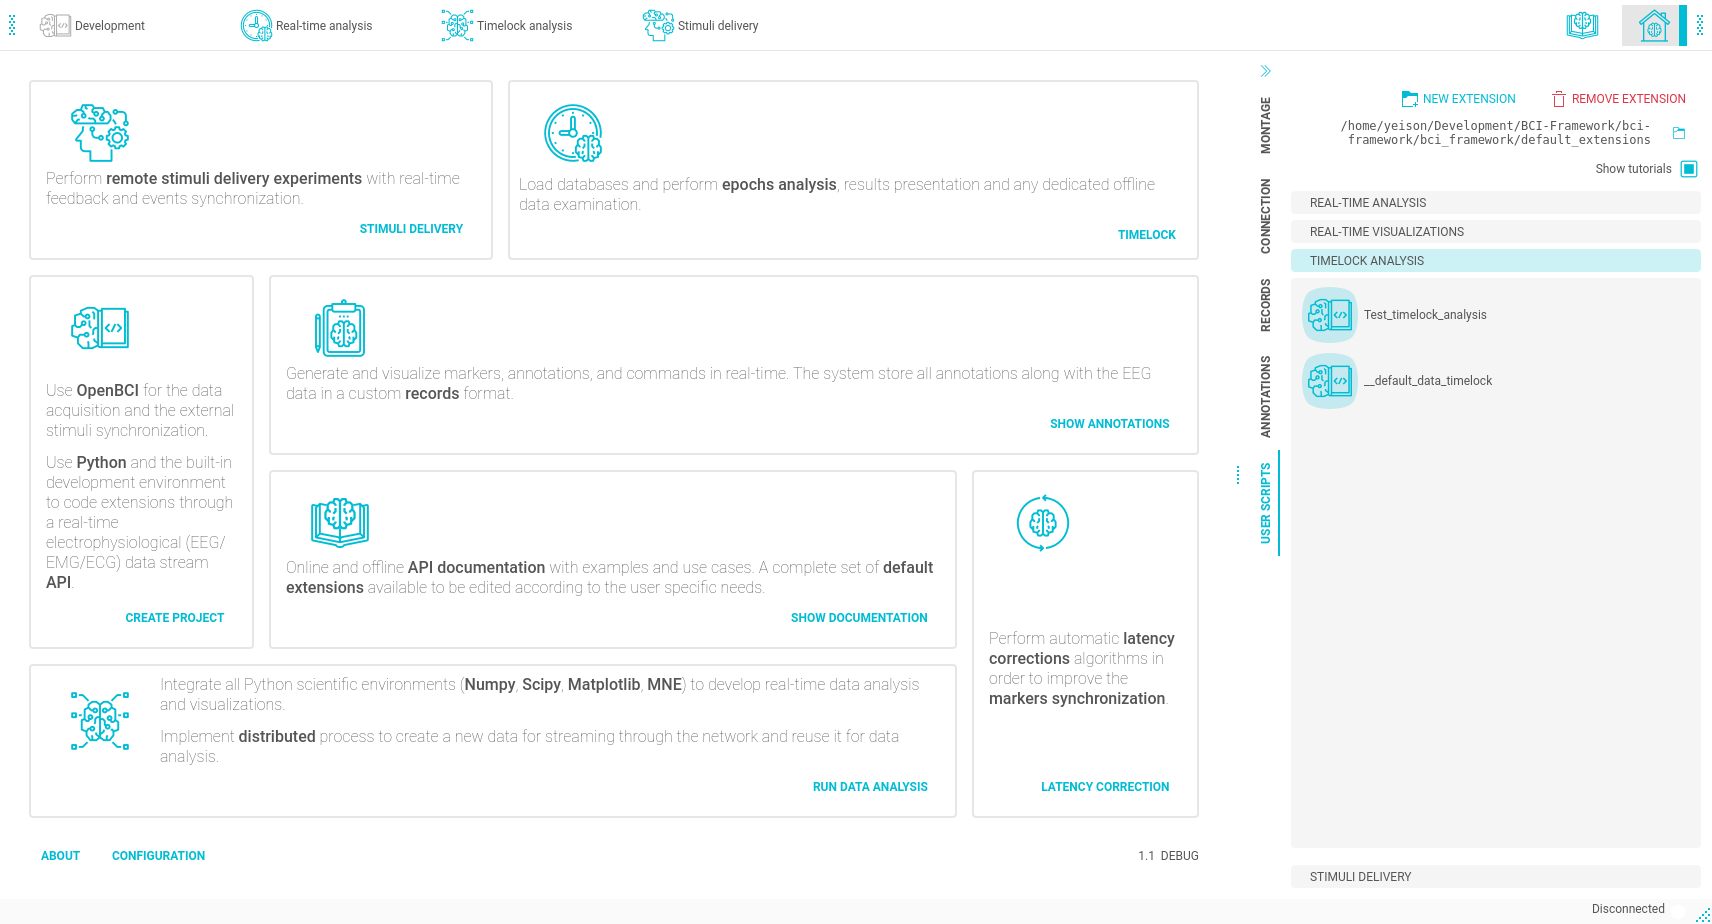 Development
Real-time analysis
Timelock analysis
Stimuli delivery
Perform remote stimuli delivery experiments with real-time
feedback and events synchronization.
STIMULI DELIVERY
Load databases and perform epochs analysis, results presentation and any dedicated offline
data examination.
TIMELOCK
Use OpenBCI for the data
acquisition and the external
stimuli synchronization.
Use Python and the built-in
development environment
to code extensions through
a real-time
electrophysiological (EEG/
EMG/ECG) data stream
API.
CREATE PROJECT
Generate and visualize markers, annotations, and commands in real-time. The system store all annotations along with the EEG
data in a custom records format.
SHOW ANNOTATIONS
Online and offline API documentation with examples and use cases. A complete set of default
extensions available to be edited according to the user specific needs.
SHOW DOCUMENTATION
Perform automatic latency
corrections algorithms in
order to improve the
markers synchronization.
LATENCY CORRECTION
Integrate all Python scientific environments (Numpy, Scipy, Matplotlib, MNE) to develop real-time data analysis
and visualizations.
Implement distributed process to create a new data for streaming through the network and reuse it for data
analysis.
RUN DATA ANALYSIS
ABOUT
CONFIGURATION
1.1 DEBUG
MONTAGE
CONNECTION
RECORDS
ANNOTATIONS
USER SCRIPTS
NEW EXTENSION
REMOVE EXTENSION
/home/yeison/Development/BCI-Framework/bci-
framework/bci_framework/default_extensions
Show tutorials
REAL-TIME ANALYSIS
REAL-TIME VISUALIZATIONS
TIMELOCK ANALYSIS
Test_timelock_analysis
__default_data_timelock
STIMULI DELIVERY
Disconnected